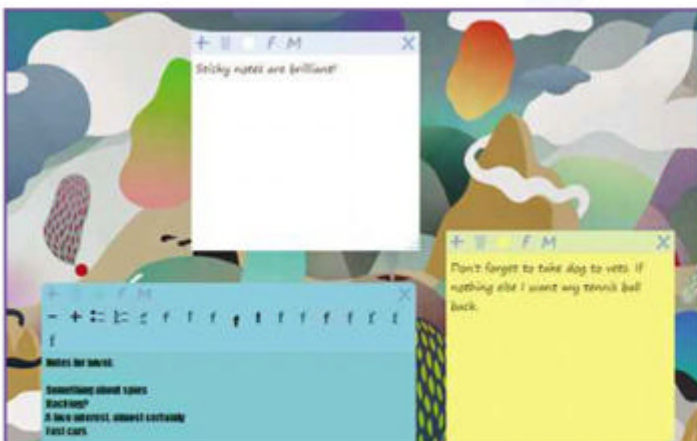 + F M X
Sticky notes are brilliant!
+ F M X
Don't forget to take dog to vets. If
nothing else I want my tennis ball
back.
+ F M X
Notes for novel:
Something about spies
Hacking?
A love interest, almost certainly
Fast cars